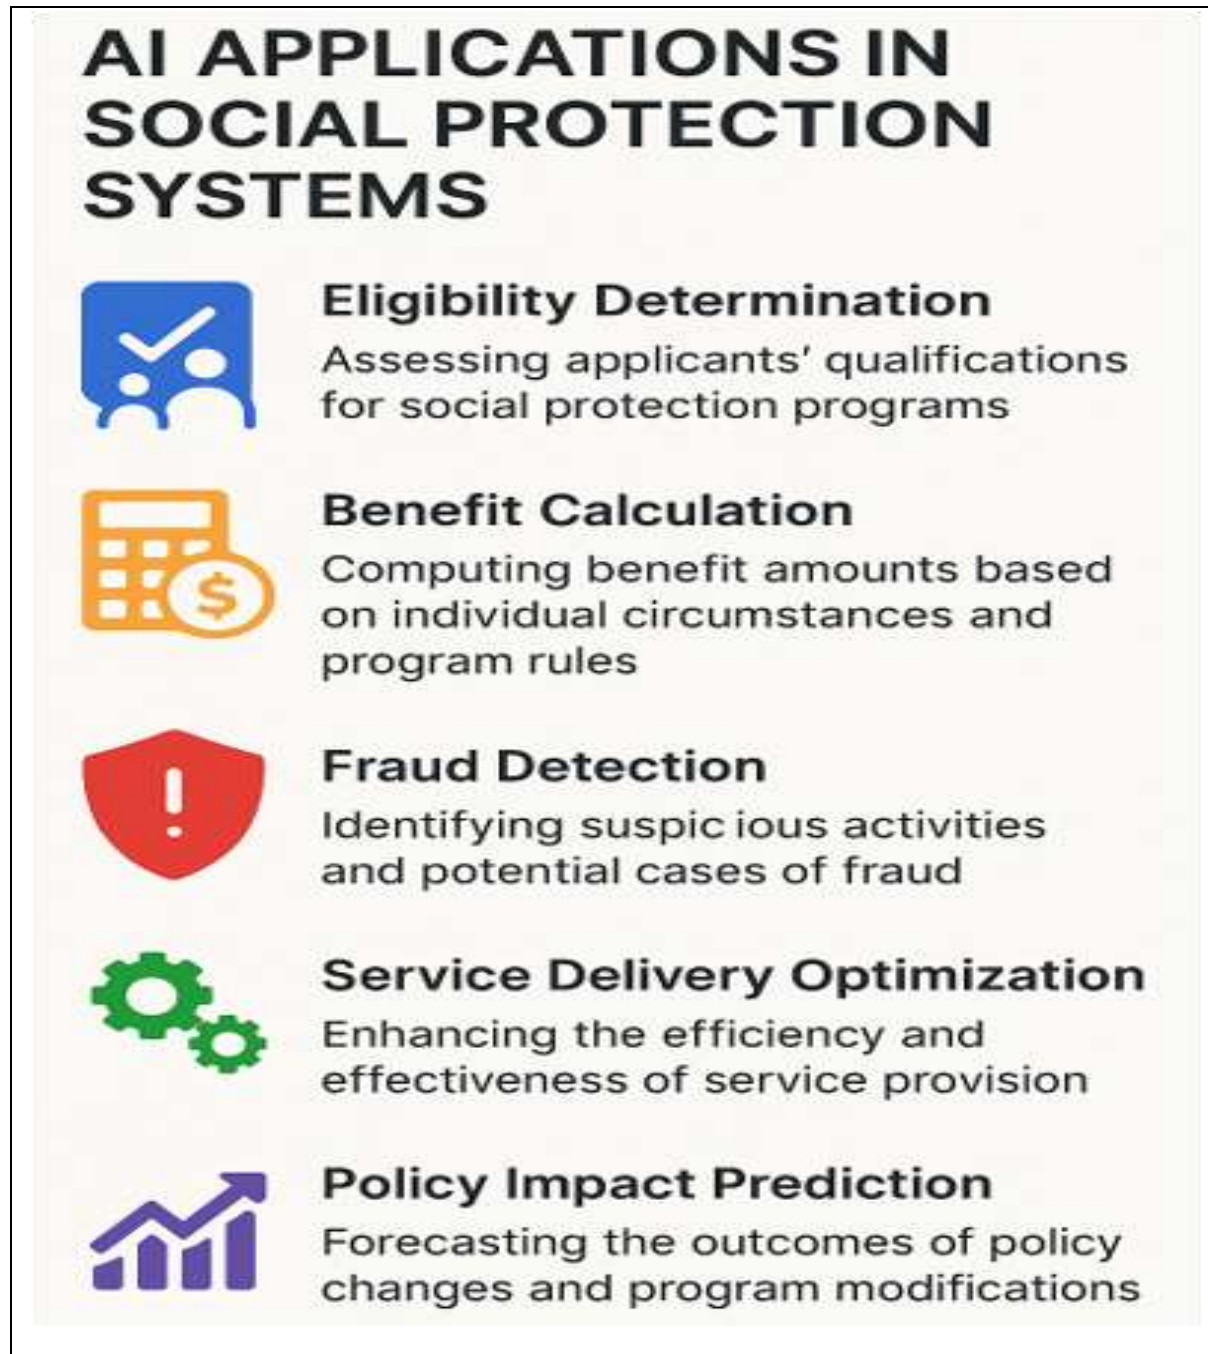 AI APPLICATIONS IN
SOCIAL PROTECTION
SYSTEMS
Eligibility Determination
Assessing applicants’ qualifications
for social protection programs
Benefit Calculation
Computing benefit amounts based
on individual circumstances and
program rules
$
Fraud Detection
Identifying suspic ious activities
and potential cases of fraud
Service Delivery Optimization
Enhancing the efficiency and
effectiveness of service provision
Policy Impact Prediction
Forecasting the outcomes of policy
changes and program modifications